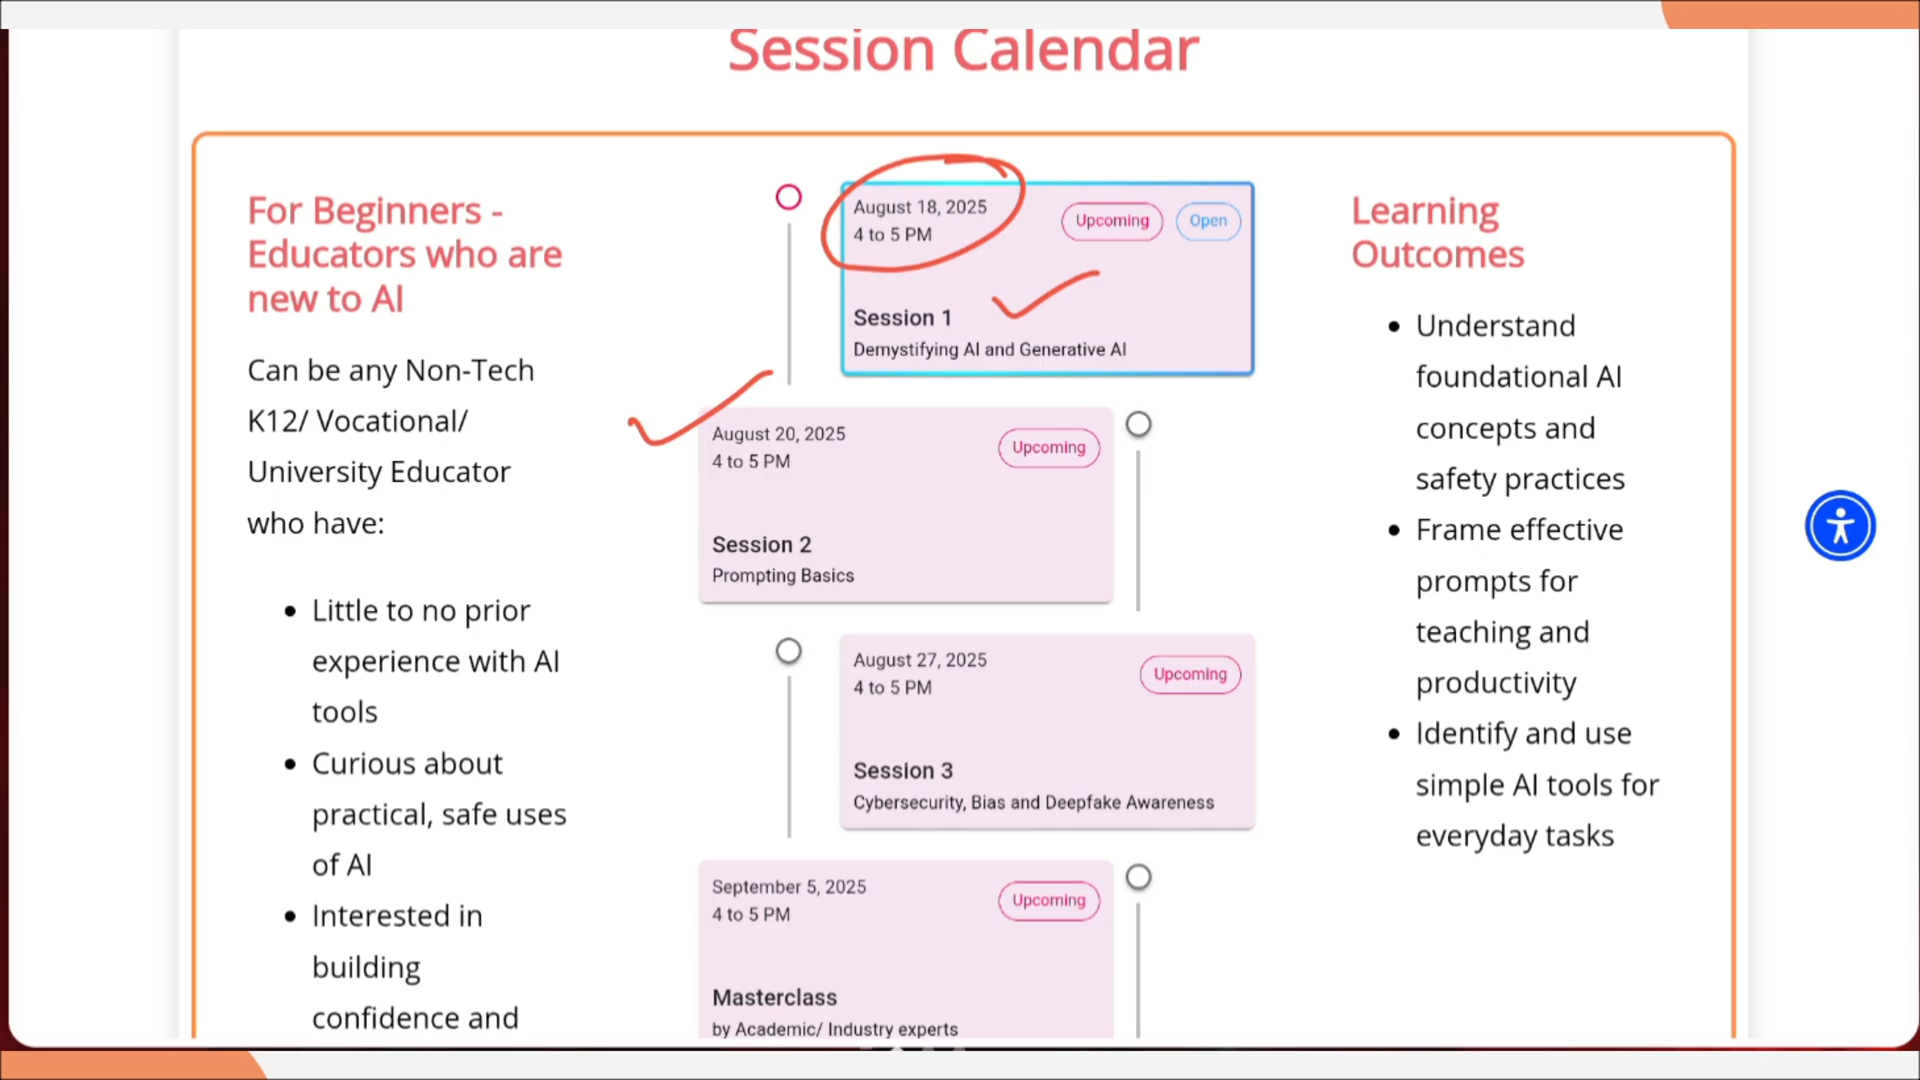 Session Calendar
For Beginners -
Educators who are
new to AI
Can be any Non-Tech
K12/ Vocational/
University Educator
who have:
Little to no prior
experience with AI
tools
Curious about
practical, safe uses
of AI
Interested in
building
confidence and
August 18, 2025
4 to 5 PM
Upcoming
Open
Session 1
Demystifying AI and Generative AI
August 20, 2025
4 to 5 PM
Upcoming
Session 2
Prompting Basics
August 27, 2025
4 to 5 PM
Upcoming
Session 3
Cybersecurity, Bias and Deepfake Awareness
September 5, 2025
4 to 5 PM
Upcoming
Masterclass
by Academic/ Industry experts
Learning
Outcomes
Understand
foundational AI
concepts and
safety practices
Frame effective
prompts for
teaching and
productivity
Identify and use
simple AI tools for
everyday tasks